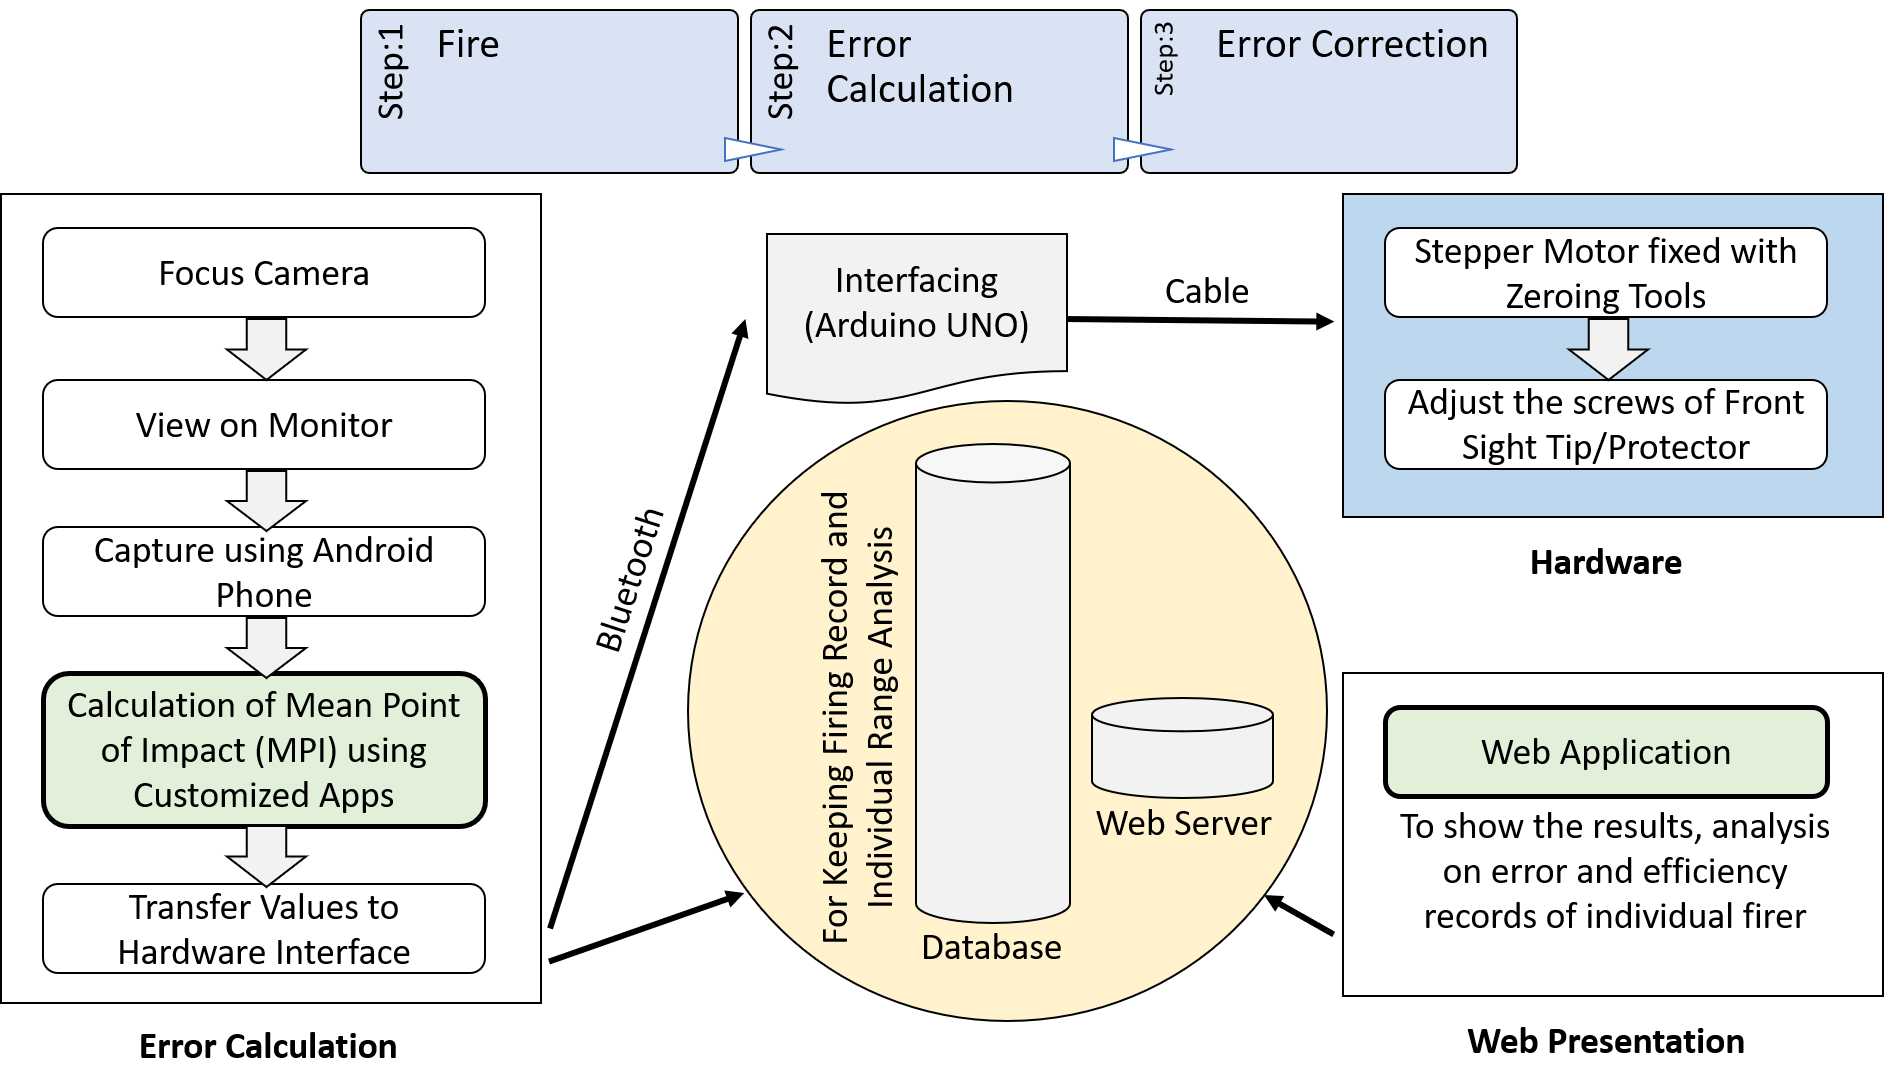 Step:1
Fire
Step:2
Error
Calculation
Step:3
Error Correction
Focus Camera
View on Monitor
Capture using Android
Phone
Calculation of Mean Point
of Impact (MPI) using
Customized Apps
Transfer Values to
Hardware Interface
Error Calculation
Bluetooth
Interfacing
(Arduino UNO)
Cable
For Keeping Firing Record and
Individual Range Analysis
Database
Web Server
Stepper Motor fixed with
Zeroing Tools
Adjust the screws of Front
Sight Tip/Protector
Hardware
Web Application
To show the results, analysis
on error and efficiency
records of individual firer
Web Presentation